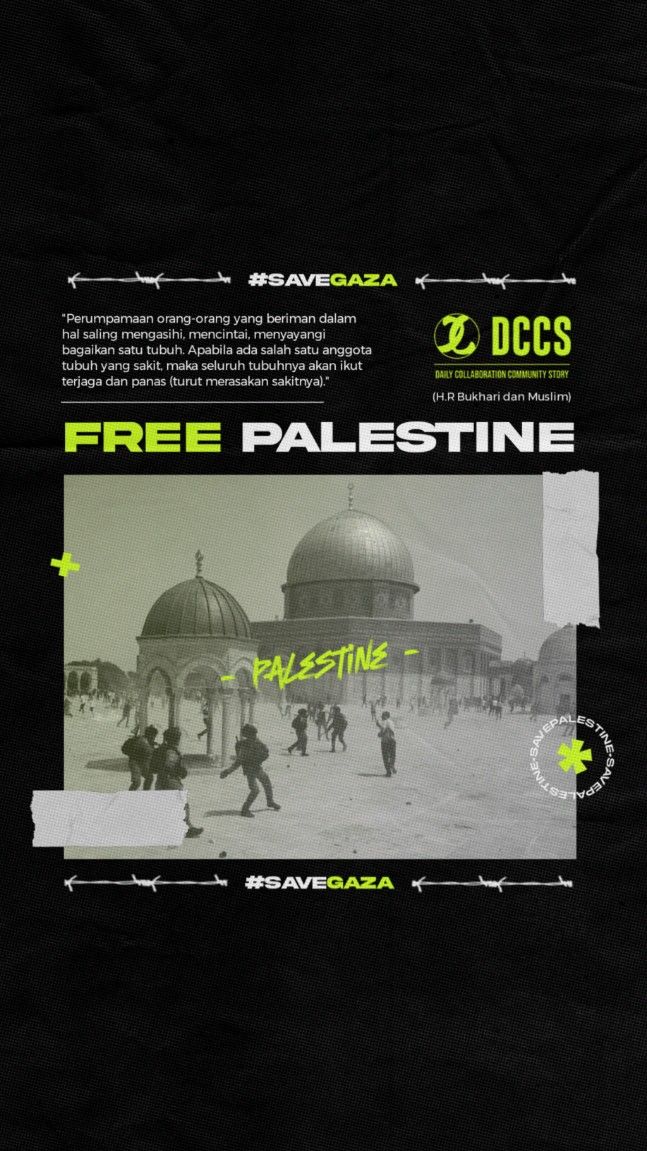 #SAVEGAZA
"Perumpamaan orang-orang yang beriman dalam
hal saling mengasihi, mencintai, menyayangi
bagaikan satu tubuh. Apabila ada salah satu anggota
tubuh yang sakit, maka seluruh tubuhnya akan ikut
terjaga dan panas (turut merasakan sakitnya)."
DCCS
DAILY COLLABORATION COMMUNITY STORY
(H.R Bukhari dan Muslim)
FREE PALESTINE
- PALESTINE -
SAVEPALESTINE•SAVEPALESTINE•
#SAVEGAZA